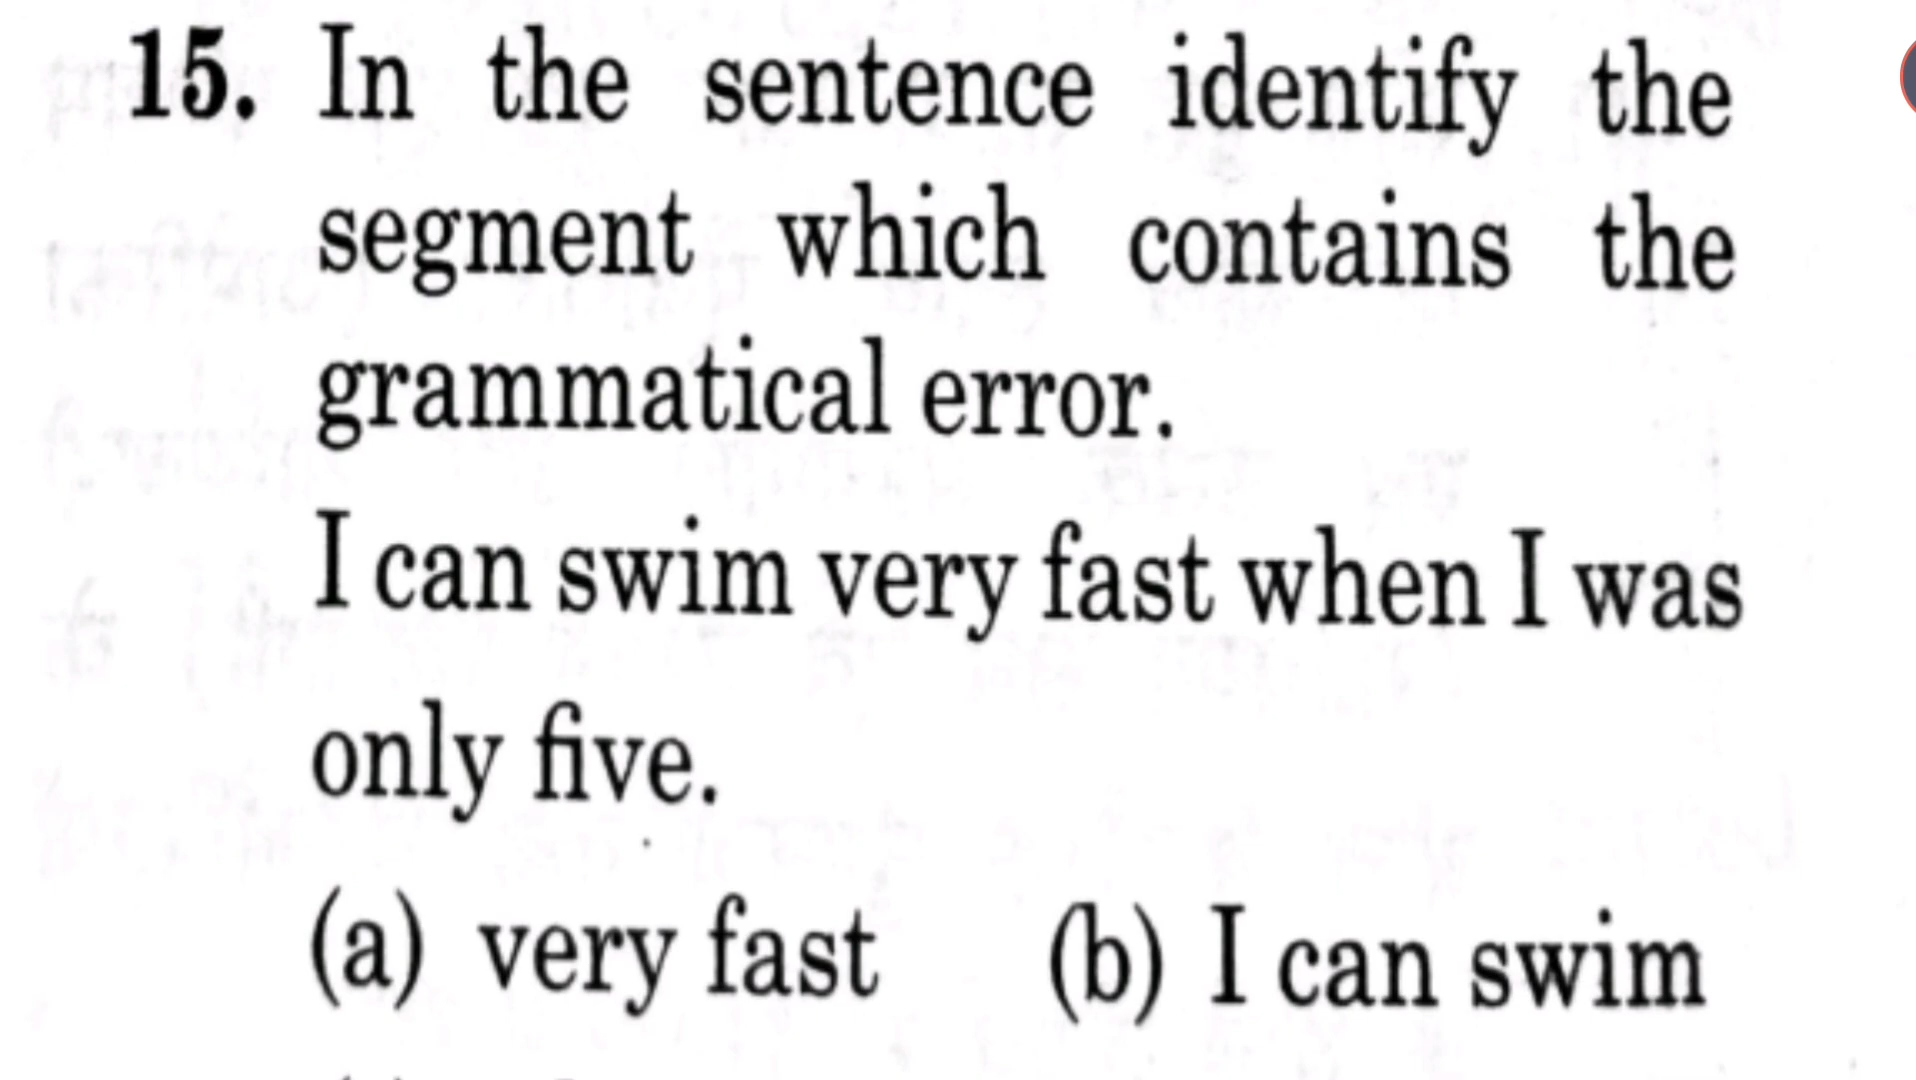 15. In the sentence identify the
segment which contains the
grammatical error.
I can swim very fast when I was
only five.
(a) very fast (b) I can swim